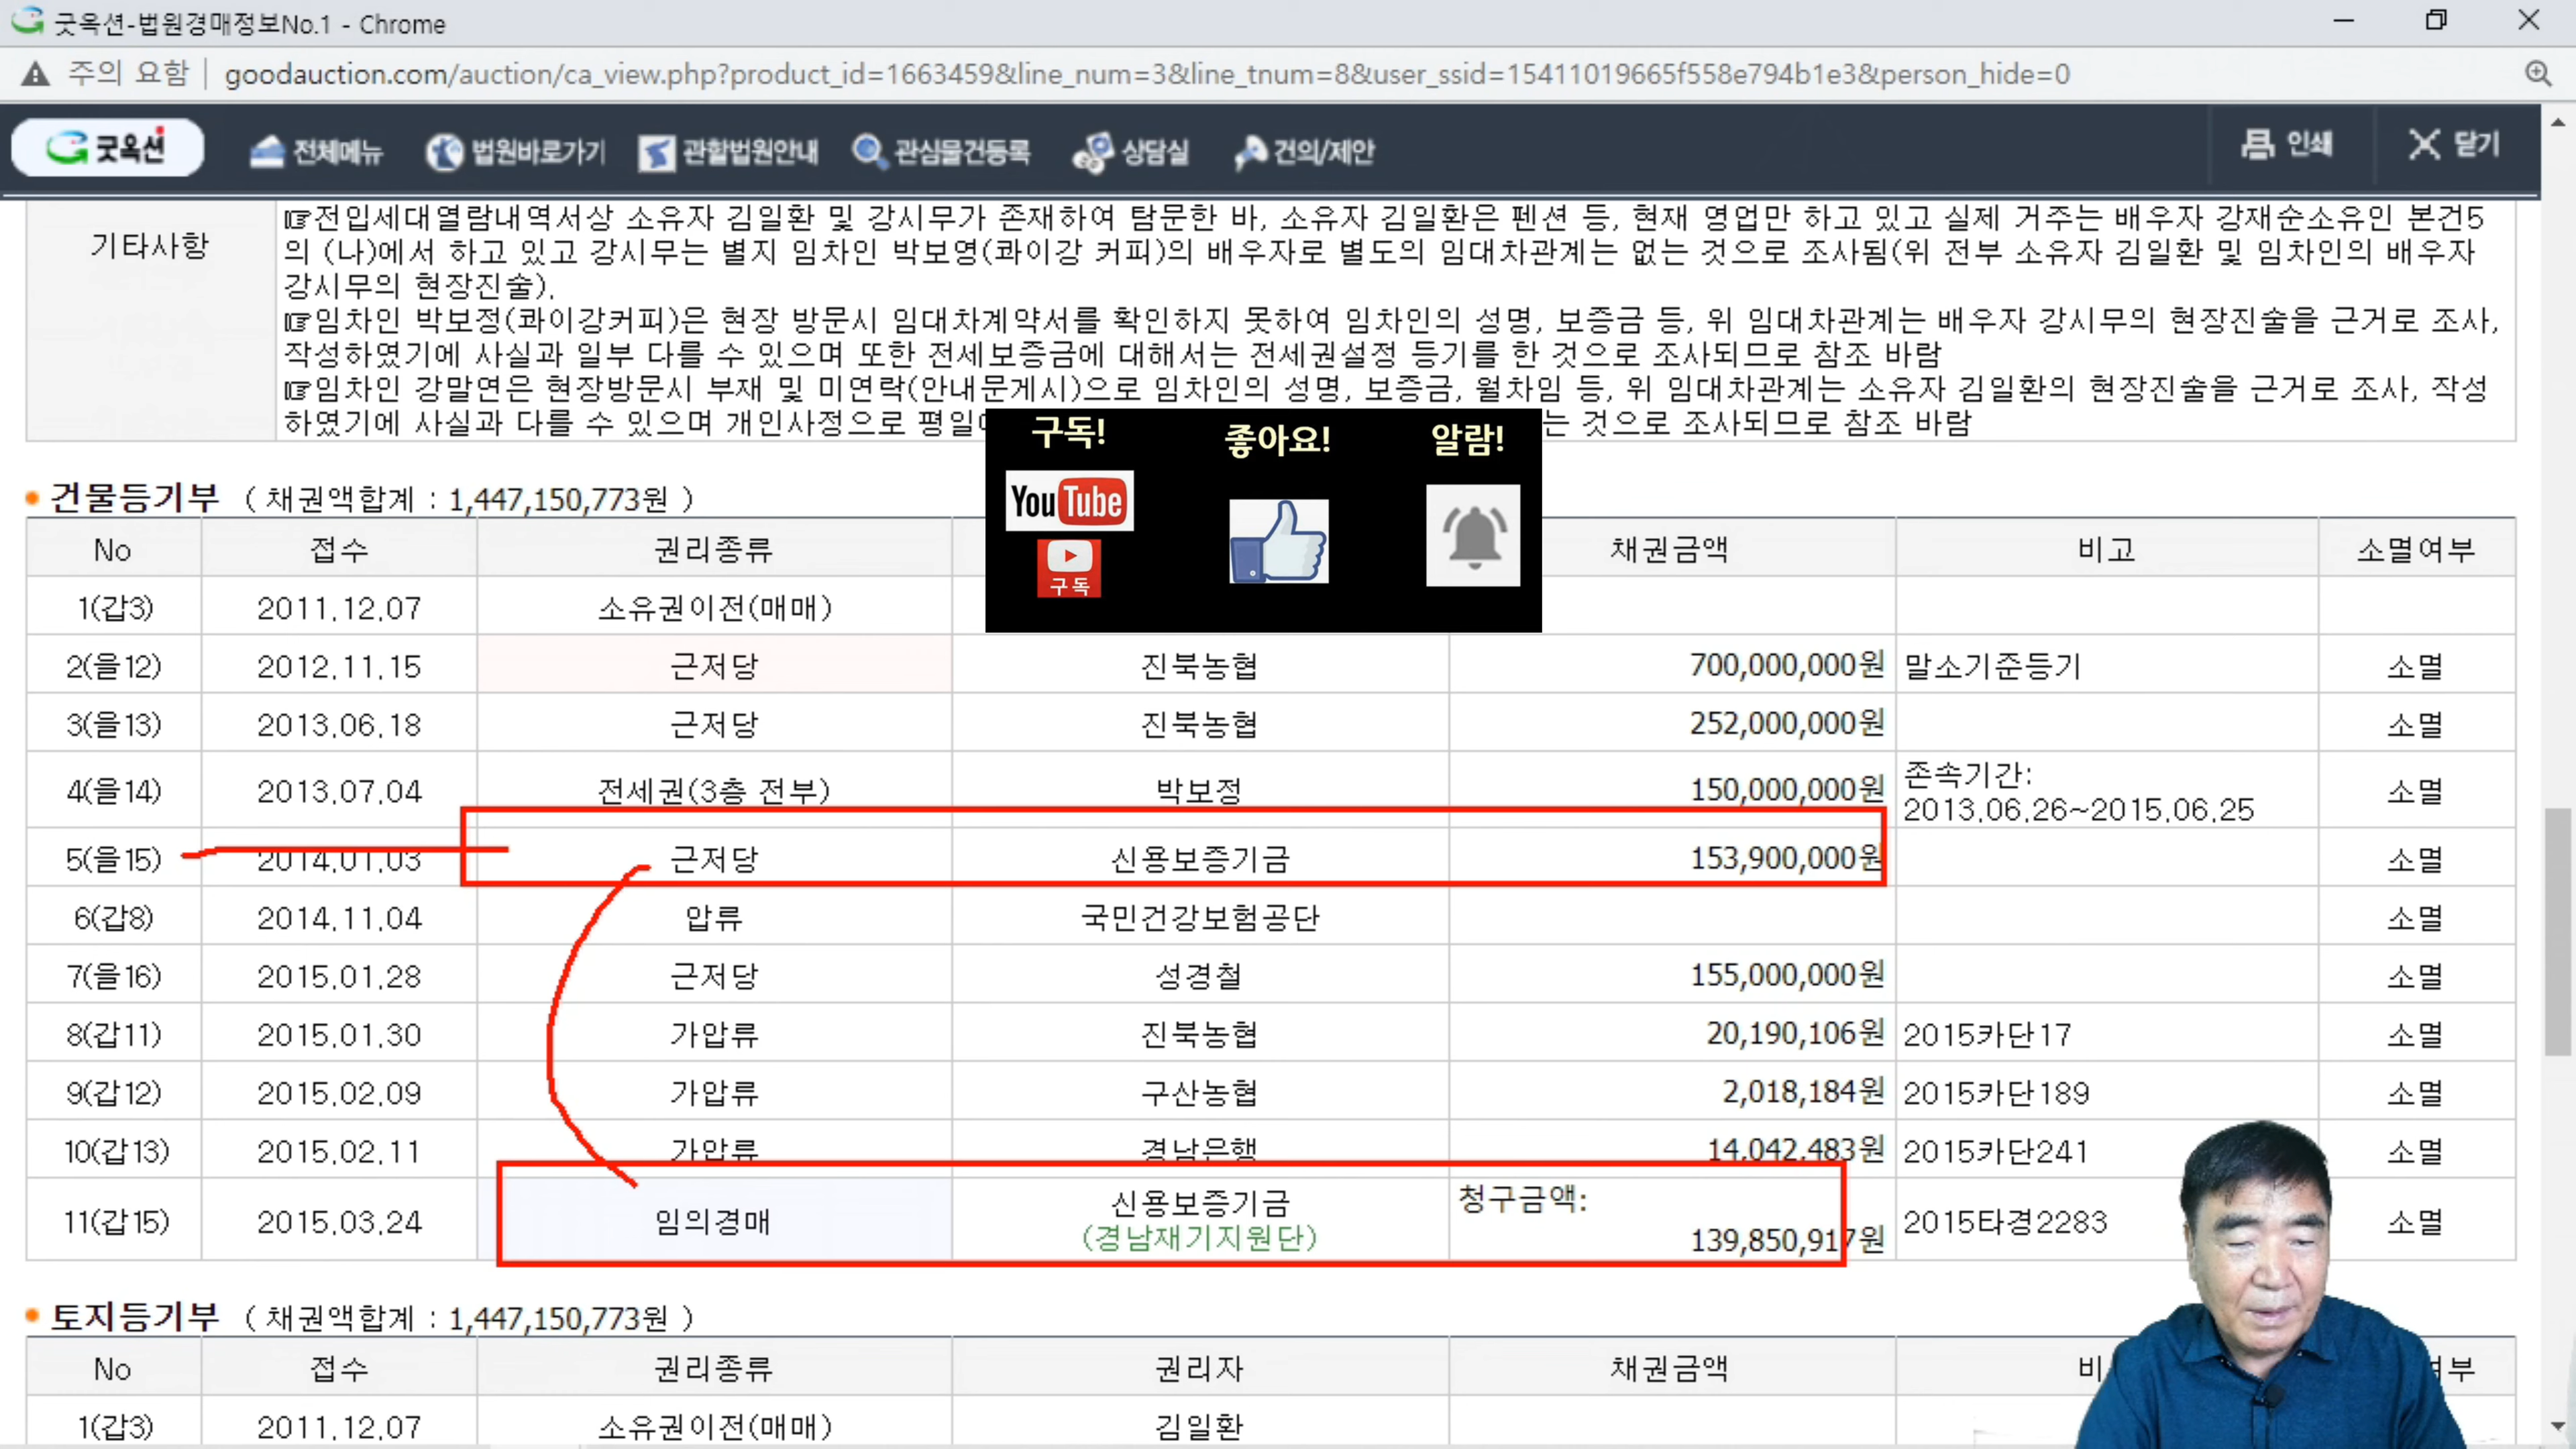 굿옥션-법원경매정보No.1 - Chrome
주의 요함 | goodauction.com/auction/ca_view.php?product_id=1663459&line_num=3&line_tnum=8&user_ssid=15411019665f558e794b1e3&person_hide=0
굿옥션 전체메뉴 법원바로가기 관할법원안내 관심물건등록 상담실 건의/제안 인쇄 닫기
기타사항
☞전입세대열람내역서상 소유자 김일환 및 강시무가 존재하여 탐문한 바, 소유자 김일환은 펜션 등, 현재 영업만 하고 있고 실제 거주는 배우자 강재순소유인 본건5
의 (나)에서 하고 있고 강시무는 별지 임차인 박보영(콰이강 커피)의 배우자로 별도의 임대차관계는 없는 것으로 조사됨(위 전부 소유자 김일환 및 임차인의 배우자
강시무의 현장진술).
☞임차인 박보정(콰이강커피)은 현장 방문시 임대차계약서를 확인하지 못하여 임차인의 성명, 보증금 등, 위 임대차관계는 배우자 강시무의 현장진술을 근거로 조사,
작성하였기에 사실과 일부 다를 수 있으며 또한 전세보증금에 대해서는 전세권설정 등기를 한 것으로 조사되므로 참조 바람
☞임차인 강말연은 현장방문시 부재 및 미연락(안내문게시)으로 임차인의 성명, 보증금, 월차임 등, 위 임대차관계는 소유자 김일환의 현장진술을 근거로 조사, 작성
하였기에 사실과 다를 수 있으며 개인사정으로 는 것으로 조사되므로 참조 바람
구독! 좋아요! 알람!
YouTube
구독
건물등기부 ( 채권액합계 : 1,447,150,773원 )
No 접수 권리종류 채권금액 비고 소멸여부
1(갑3) 2011.12.07 소유권이전(매매)
2(을12) 2012.11.15 근저당 진북농협 700,000,000원 말소기준등기 소멸
3(을13) 2013.06.18 근저당 진북농협 252,000,000원 소멸
4(을14) 2013.07.04 전세권(3층 전부) 박보정 150,000,000원 존속기간: 소멸
2013.06.26~2015.06.25
5(을15) 2014.01.03 근저당 신용보증기금 153,900,000원 소멸
6(갑8) 2014.11.04 압류 국민건강보험공단 소멸
7(을16) 2015.01.28 근저당 성경철 155,000,000원 소멸
8(갑11) 2015.01.30 가압류 진북농협 20,190,106원 2015카단17 소멸
9(갑12) 2015.02.09 가압류 구산농협 2,018,184원 2015카단189 소멸
10(갑13) 2015.02.11 가압류 경남은행 14,042,483원 2015카단241 소멸
11(갑15) 2015.03.24 임의경매 신용보증기금 청구금액: 2015타경2283 소멸
(경남재기지원단) 139,850,917원
토지등기부 ( 채권액합계 : 1,447,150,773원 )
No 접수 권리종류 권리자 채권금액 비 부
1(갑3) 2011.12.07 소유권이전(매매) 김일환